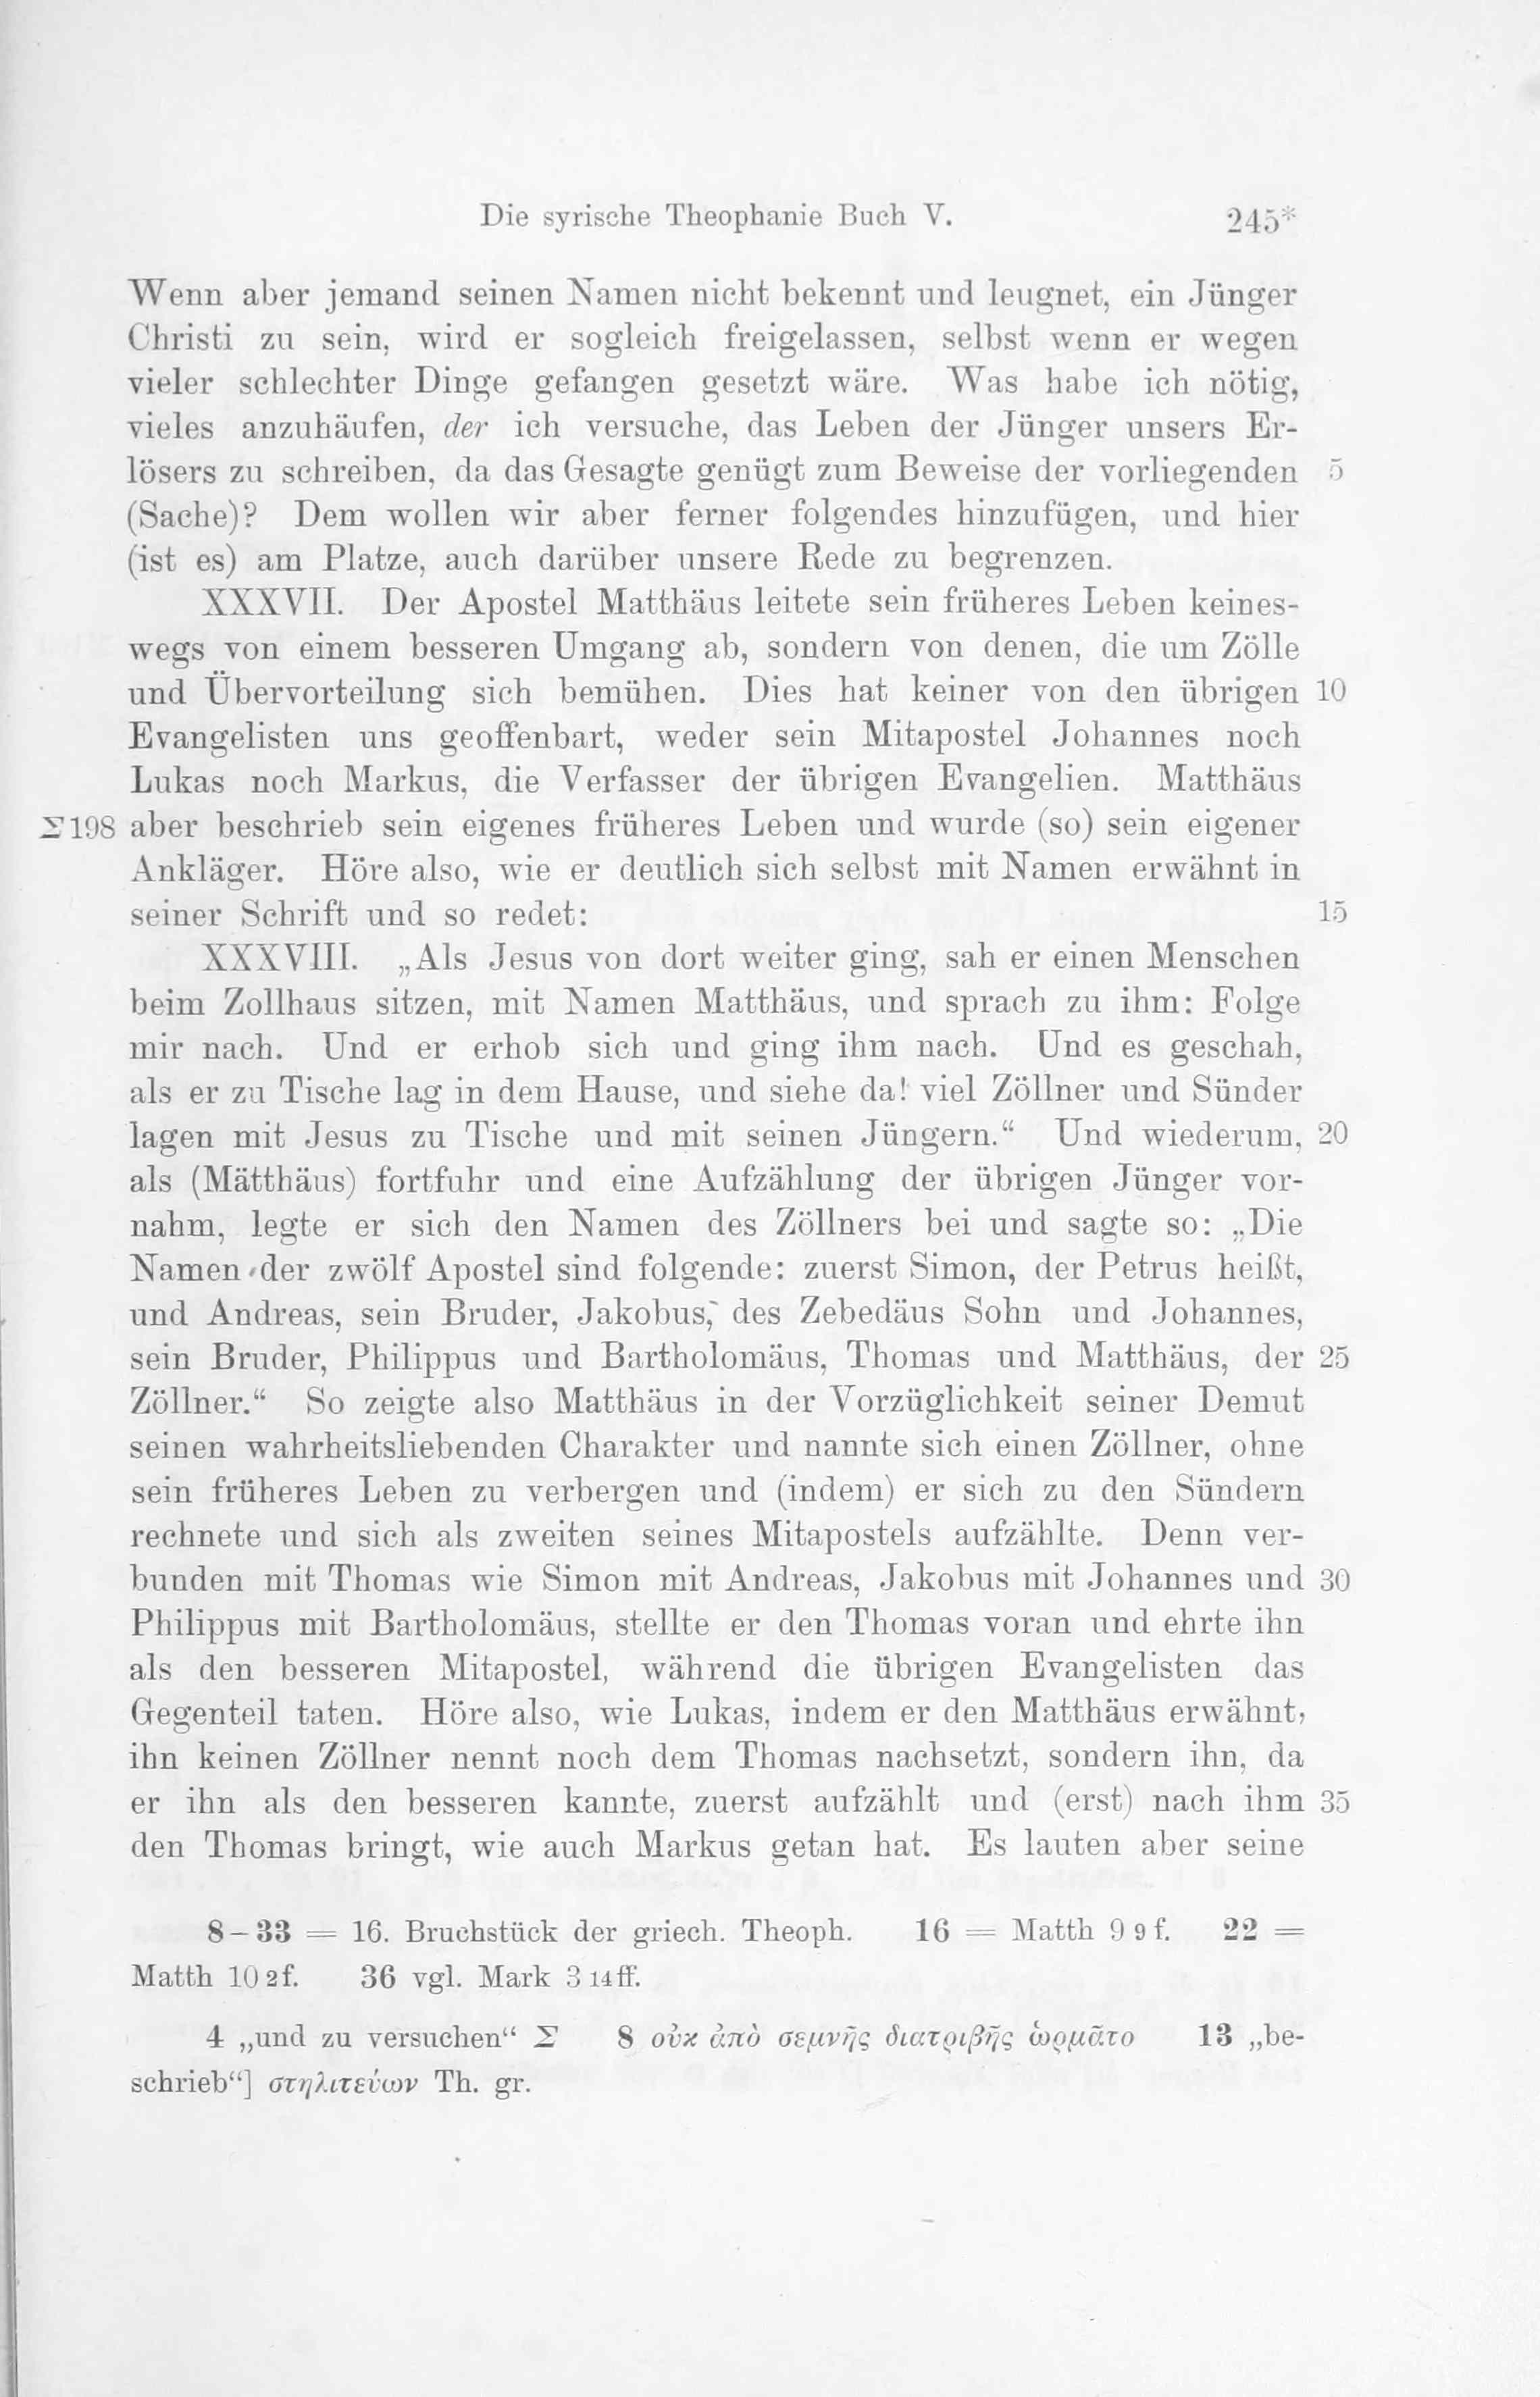 Die syrische Theophanie Buch V. 245*
Wenn aber jemand seinen Namen nicht bekennt und leugnet, ein Jünger
Christi zu sein, wird er sogleich freigelassen, selbst wenn er wegen
vieler schlechter Dinge gefangen gesetzt wäre. Was habe ich nötig,
vieles anzuhäufen, der ich versuche, das Leben der Jünger unsers Er-
lösers zu schreiben, da das Gesagte genügt zum Beweise der vorliegenden 5
(Sache)? Dem wollen wir aber ferner folgendes hinzufügen, und hier
(ist es) am Platze, auch darüber unsere Rede zu begrenzen.
XXXVII. Der Apostel Matthäus leitete sein früheres Leben keines-
wegs von einem besseren Umgang ab, sondern von denen, die um Zölle
und Übervorteilung sich bemühen. Dies hat keiner von den übrigen 10
Evangelisten uns geoffenbart, weder sein Mitapostel Johannes noch
Lukas noch Markus, die Verfasser der übrigen Evangelien. Matthäus
Σ198 aber beschrieb sein eigenes früheres Leben und wurde (so) sein eigener
Ankläger. Höre also, wie er deutlich sich selbst mit Namen erwähnt in
seiner Schrift und so redet: 15
XXXVIII. „Als Jesus von dort weiter ging, sah er einen Menschen
beim Zollhaus sitzen, mit Namen Matthäus, und sprach zu ihm: Folge
mir nach. Und er erhob sich und ging ihm nach. Und es geschah,
als er zu Tische lag in dem Hause, und siehe da! viel Zöllner und Sünder
lagen mit Jesus zu Tische und mit seinen Jüngern.“ Und wiederum, 20
als (Mätthäus) fortfuhr und eine Aufzählung der übrigen Jünger vor-
nahm, legte er sich den Namen des Zöllners bei und sagte so: „Die
Namen der zwölf Apostel sind folgende: zuerst Simon, der Petrus heißt,
und Andreas, sein Bruder, Jakobus, des Zebedäus Sohn und Johannes,
sein Bruder, Philippus und Bartholomäus, Thomas und Matthäus, der 25
Zöllner.“ So zeigte also Matthäus in der Vorzüglichkeit seiner Demut
seinen wahrheitsliebenden Charakter und nannte sich einen Zöllner, ohne
sein früheres Leben zu verbergen und (indem) er sich zu den Sündern
rechnete und sich als zweiten seines Mitapostels aufzählte. Denn ver-
bunden mit Thomas wie Simon mit Andreas, Jakobus mit Johannes und 30
Philippus mit Bartholomäus, stellte er den Thomas voran und ehrte ihn
als den besseren Mitapostel, während die übrigen Evangelisten das
Gegenteil taten. Höre also, wie Lukas, indem er den Matthäus erwähnt,
ihn keinen Zöllner nennt noch dem Thomas nachsetzt, sondern ihn, da
er ihn als den besseren kannte, zuerst aufzählt und (erst) nach ihm 35
den Thomas bringt, wie auch Markus getan hat. Es lauten aber seine
8–33 = 16. Bruchstück der griech. Theoph. 16 = Matth 9 9 f. 22 =
Matth 10 2 f. 36 vgl. Mark 3 14 ff.
4 „und zu versuchen“ Σ 8 οὐκ ἀπὸ σεμνῆς διατριβῆς ὡρμᾶτο 13 „be-
schrieb“] στηλιτεύων Th. gr.